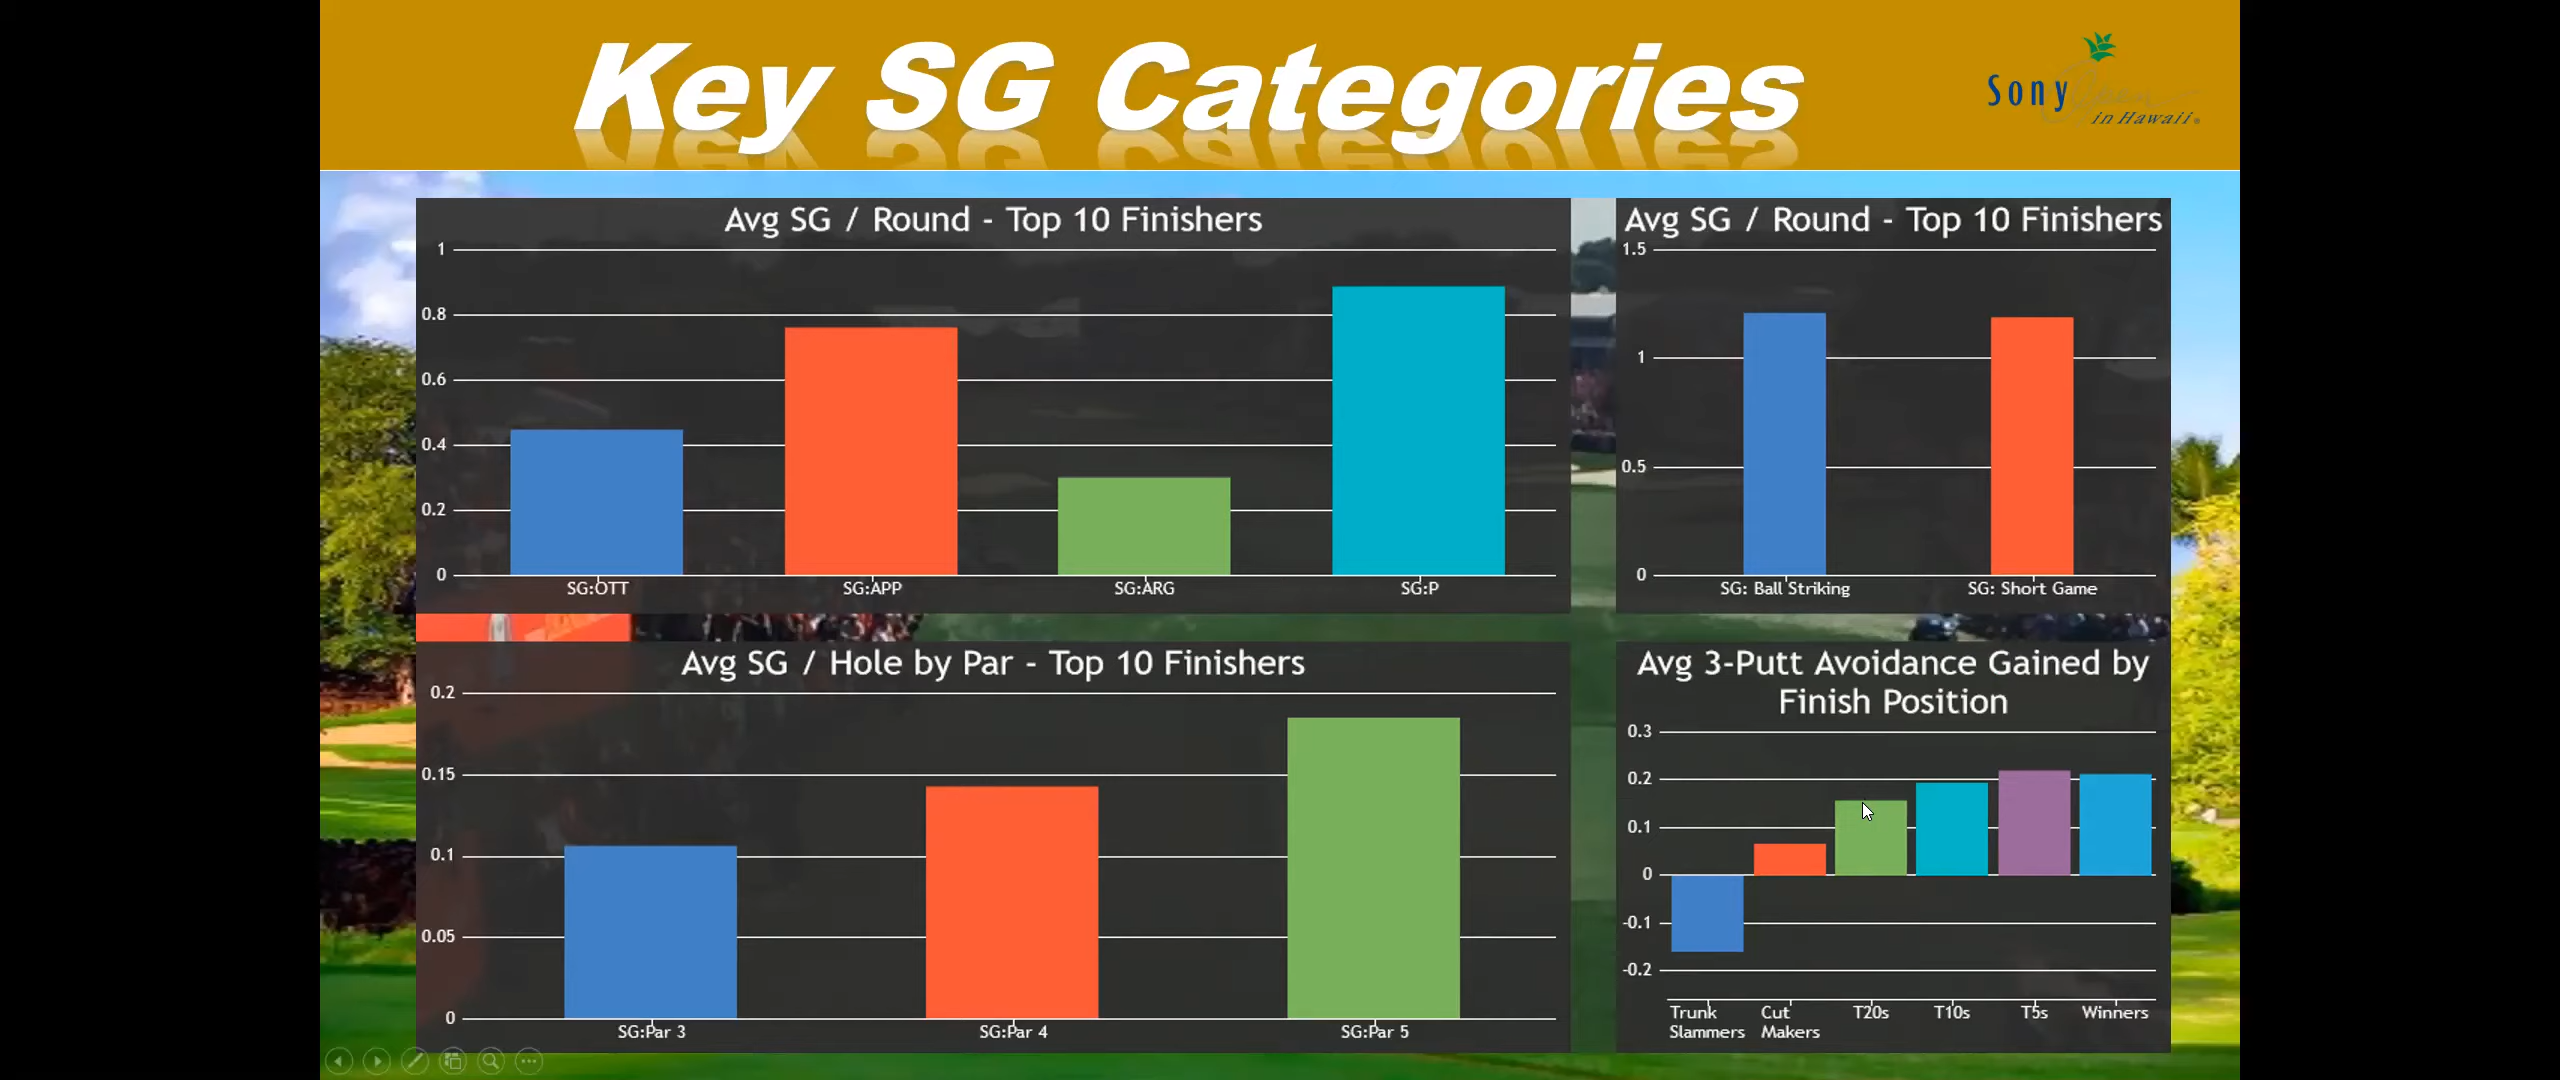 Key SG Categories
Sony Open
in Hawaii®
Avg SG / Round - Top 10 Finishers
1
0.8
0.6
0.4
0.2
0
SG:OTT SG:APP SG:ARG SG:P
Avg SG / Round - Top 10 Finishers
1.5
1
0.5
0
SG: Ball Striking SG: Short Game
Avg SG / Hole by Par - Top 10 Finishers
0.2
0.15
0.1
0.05
0
SG:Par 3 SG:Par 4 SG:Par 5
Avg 3-Putt Avoidance Gained by
Finish Position
0.3
0.2
0.1
0
-0.1
-0.2
Trunk Cut T20s T10s T5s Winners
Slammers Makers